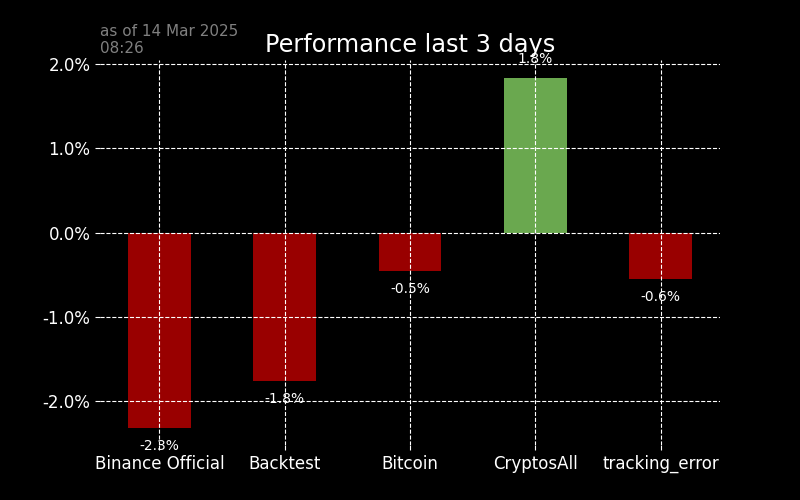 as of 14 Mar 2025
08:26
Performance last 3 days
2.0%
1.0%
0.0%
-1.0%
-2.0%
1.8%
-0.5%
-0.6%
-1.8%
-2.3%
Binance Official
Backtest
Bitcoin
CryptosAll
tracking_error